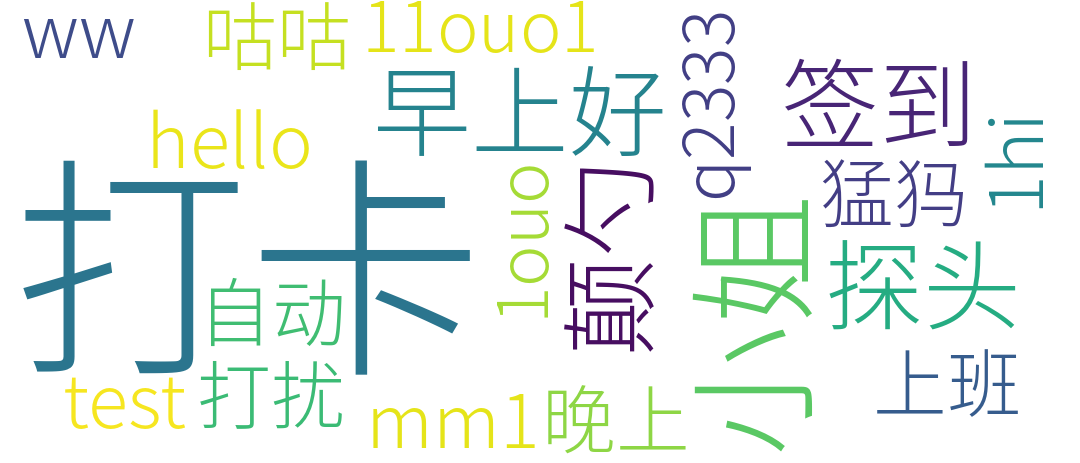 ww
咕咕
11ouo1
q2333
签到
早上好
hello
1hi
打卡
1ouo
颠勺
小姐
猛犸
探头
自动
test
打扰
mm1
晚上
上班